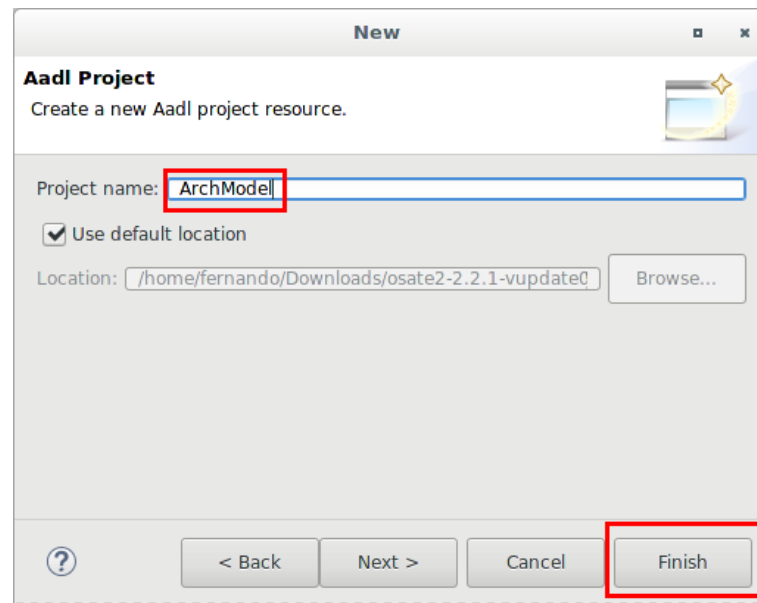 New
Aadl Project
Create a new Aadl project resource.
Project name: ArchModel
Use default location
Location: /home/fernando/Downloads/osate2-2.2.1-vupdate Browse...
? < Back Next > Cancel Finish